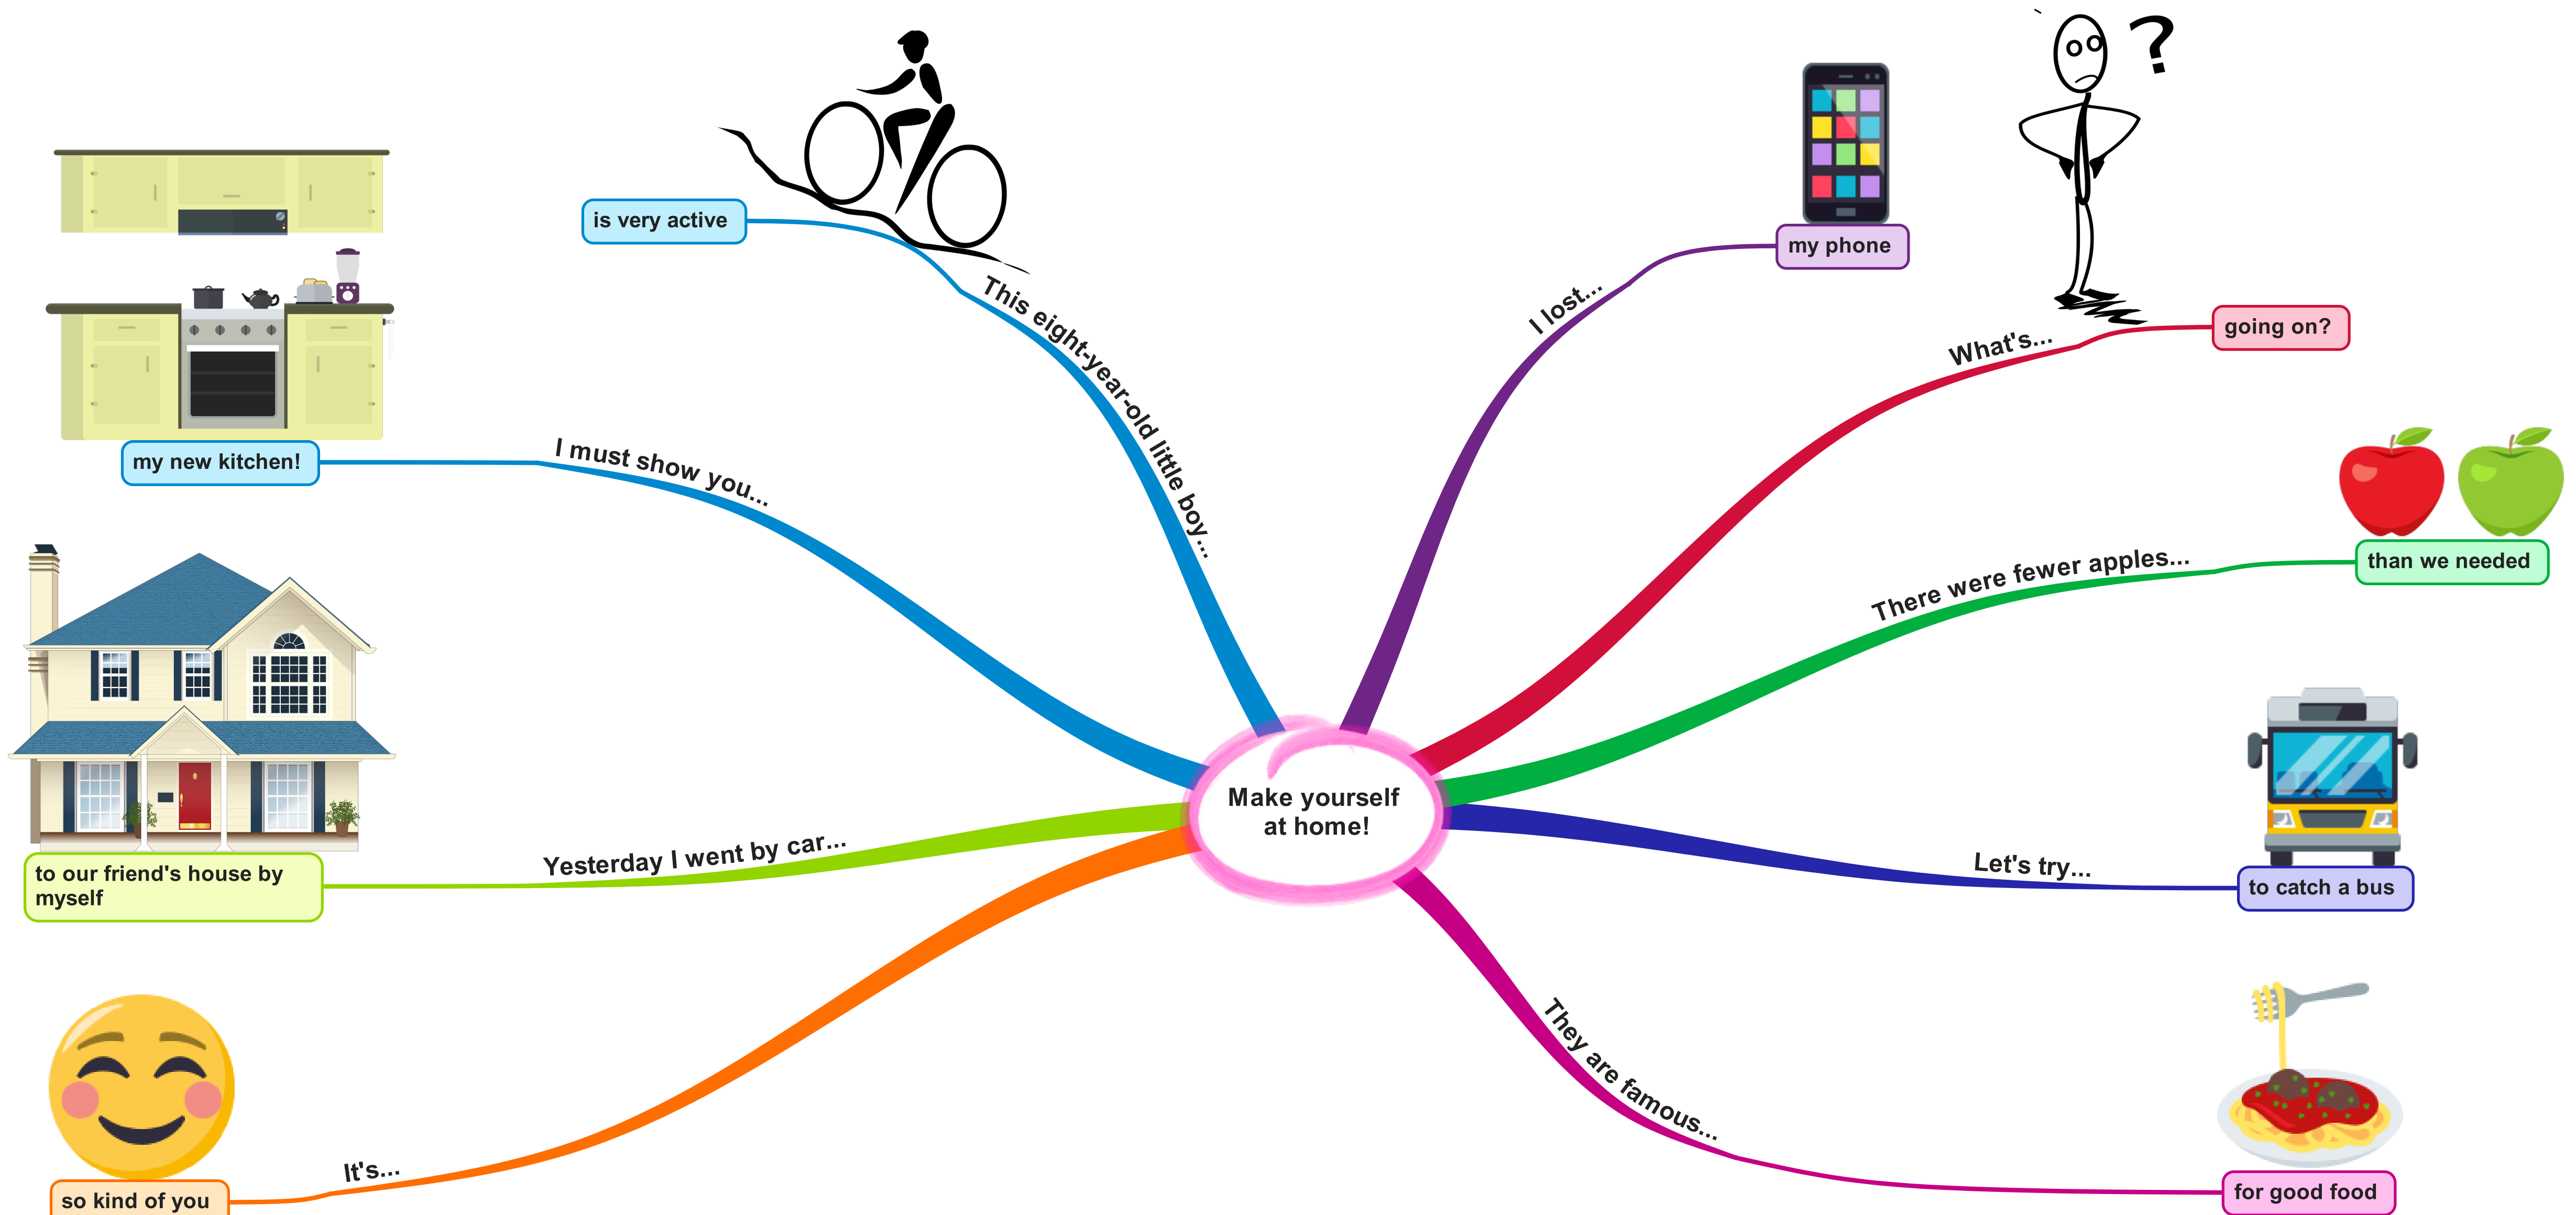 Make yourself
at home!
I lost...
my phone
What's...
going on?
?
There were fewer apples...
than we needed
Let's try...
to catch a bus
They are famous...
for good food
It's...
so kind of you
Yesterday I went by car...
to our friend's house by
myself
I must show you...
my new kitchen!
This eight-year-old little boy...
is very active